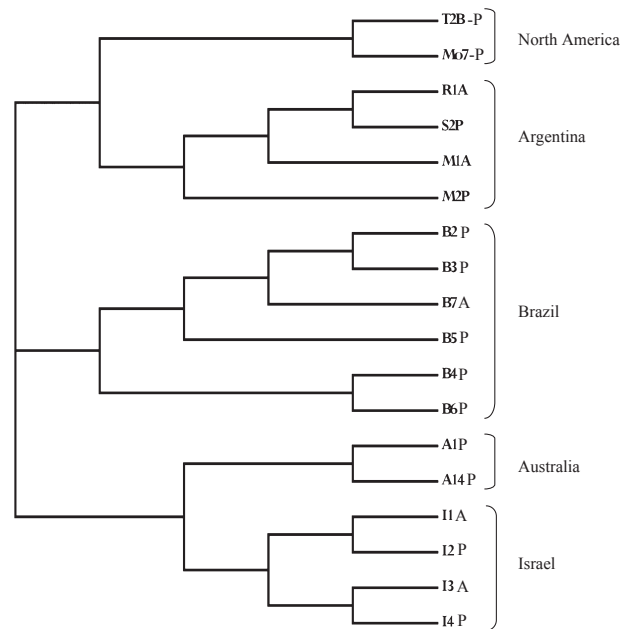 T2B-P
Mo7-P
North America
R1A
S2P
M1A
M2P
Argentina
B2 P
B3 P
B7 A
B5 P
B4 P
B6 P
Brazil
A1P
A14 P
Australia
I1 A
I2 P
I3 A
I4 P
Israel